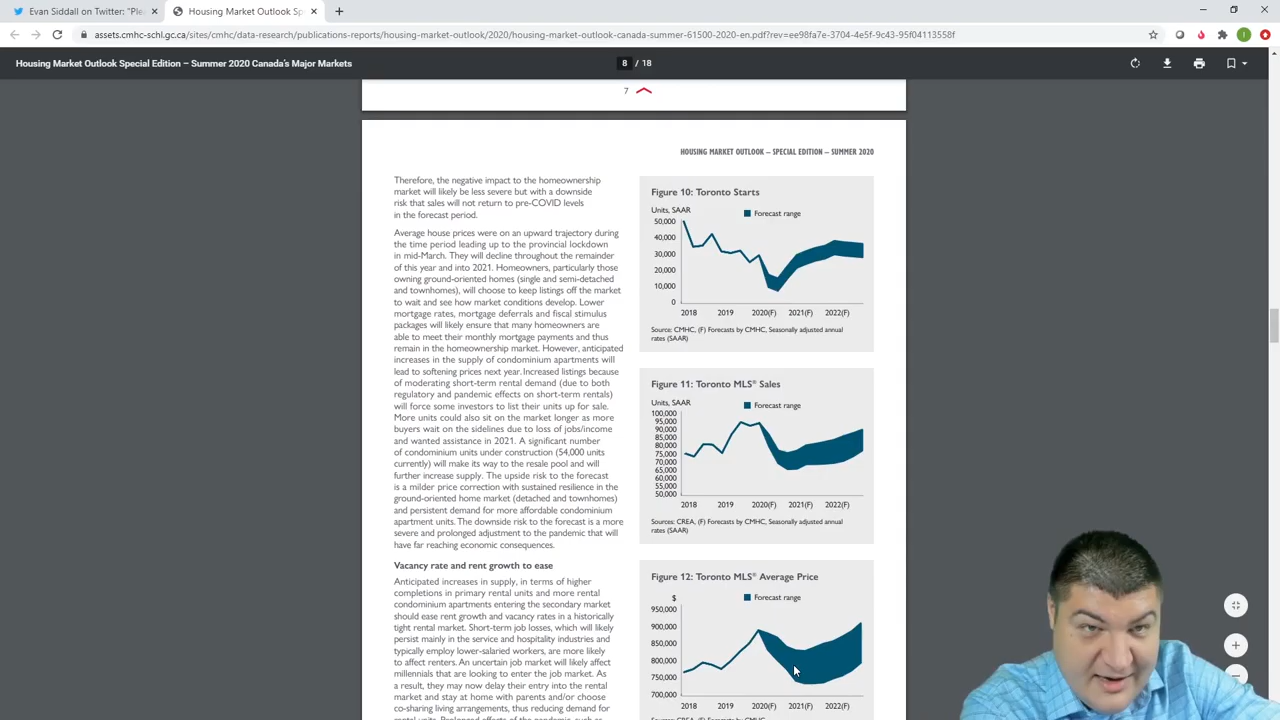 Evan Siddall on Twitter: "Ple
Housing Market Outlook Sp
assets.cmhc-schl.gc.ca/sites/cmhc/data-research/publications-reports/housing-market-outlook/2020/housing-market-outlook-canada-summer-61500-2020-en.pdf?rev=ee98fa7e-3704-4e5f-9c43-95f04113558f
Housing Market Outlook Special Edition – Summer 2020 Canada's Major Markets
8 / 18
7
HOUSING MARKET OUTLOOK – SPECIAL EDITION – SUMMER 2020
Therefore, the negative impact to the homeownership
market will likely be less severe but with a downside
risk that sales will not return to pre-COVID levels
in the forecast period.
Average house prices were on an upward trajectory during
the time period leading up to the provincial lockdown
in mid-March. They will decline throughout the remainder
of this year and into 2021. Homeowners, particularly those
owning ground-oriented homes (single and semi-detached
and townhomes), will choose to keep listings off the market
to wait and see how market conditions develop. Lower
mortgage rates, mortgage deferrals and fiscal stimulus
packages will likely ensure that many homeowners are
able to meet their monthly mortgage payments and thus
remain in the homeownership market. However, anticipated
increases in the supply of condominium apartments will
lead to softening prices next year. Increased listings because
of moderating short-term rental demand (due to both
regulatory and pandemic effects on short-term rentals)
will force some investors to list their units up for sale.
More units could also sit on the market longer as more
buyers wait on the sidelines due to loss of jobs/income
and wanted assistance in 2021. A significant number
of condominium units under construction (54,000 units
currently) will make its way to the resale pool and will
further increase supply. The upside risk to the forecast
is a milder price correction with sustained resilience in the
ground-oriented home market (detached and townhomes)
and persistent demand for more affordable condominium
apartment units. The downside risk to the forecast is a more
severe and prolonged adjustment to the pandemic that will
have far reaching economic consequences.
Vacancy rate and rent growth to ease
Anticipated increases in supply, in terms of higher
completions in primary rental units and more rental
condominium apartments entering the secondary market
should ease rent growth and vacancy rates in a historically
tight rental market. Short-term job losses, which will likely
persist mainly in the service and hospitality industries and
typically employ lower-salaried workers, are more likely
to affect renters. An uncertain job market will likely affect
millennials that are looking to enter the job market. As
a result, they may now delay their entry into the rental
market and stay at home with parents and/or choose
co-sharing living arrangements, thus reducing demand for
rental units. Prolonged effects of the pandemic, such as
Figure 10: Toronto Starts
Units, SAAR
Forecast range
50,000
40,000
30,000
20,000
10,000
0
2018 2019 2020(F) 2021(F) 2022(F)
Source: CMHC, (F) Forecasts by CMHC, Seasonally adjusted annual
rates (SAAR)
Figure 11: Toronto MLS® Sales
Units, SAAR
Forecast range
100,000
95,000
90,000
85,000
80,000
75,000
70,000
65,000
60,000
55,000
50,000
2018 2019 2020(F) 2021(F) 2022(F)
Sources: CREA, (F) Forecasts by CMHC, Seasonally adjusted annual
rates (SAAR)
Figure 12: Toronto MLS® Average Price
$
Forecast range
950,000
900,000
850,000
800,000
750,000
700,000
2018 2019 2020(F) 2021(F) 2022(F)
Sources: CREA, (F) Forecasts by CMHC